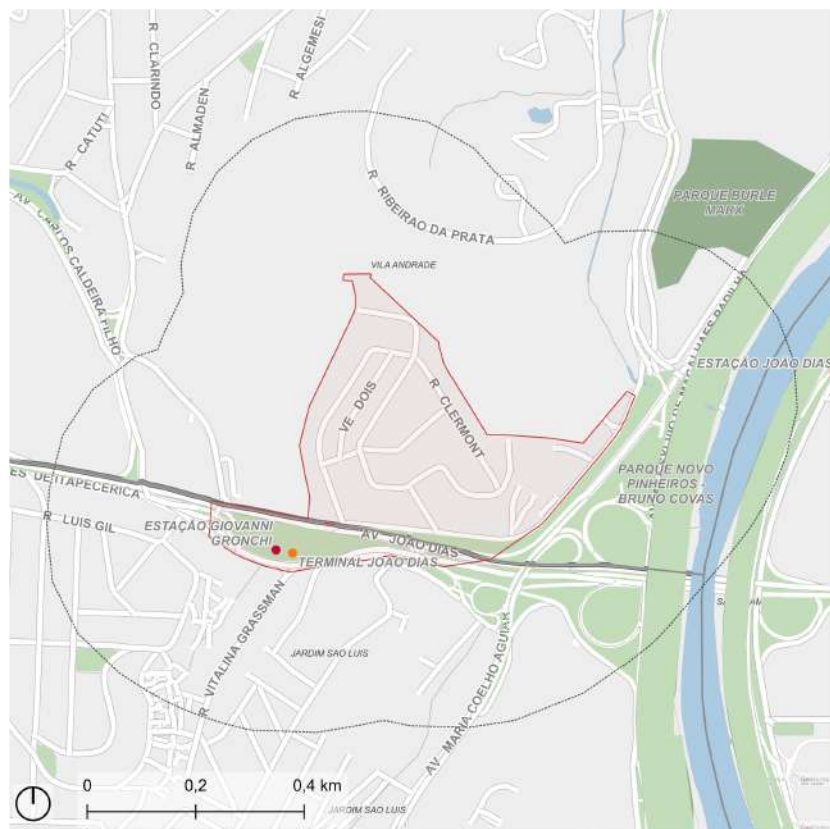 R ALGEMESI
R CLARINDO
R ALMADEN
R CATUTI
R RIBEIRAO DA PRATA
PARQUE BURLE
MARX
AV CARLOS CALDEIRA FILHO
VILA ANDRADE
ESTAÇÃO JOÃO DIAS
VE DOIS
R CLERMONT
PARQUE NOVO
PINHEIROS -
BRUNO COVAS
ES DE ITAPECERICA
R LUIS GIL
ESTAÇÃO GIOVANNI
GRONCHI
AV JOÃO DIAS
TERMINAL JOÃO DIAS
R VITALINA GRASSMAN
JARDIM SAO LUIS
AV MARIA COELHO AGUIAR
0 0,2 0,4 km
JARDIM SAO LUIS